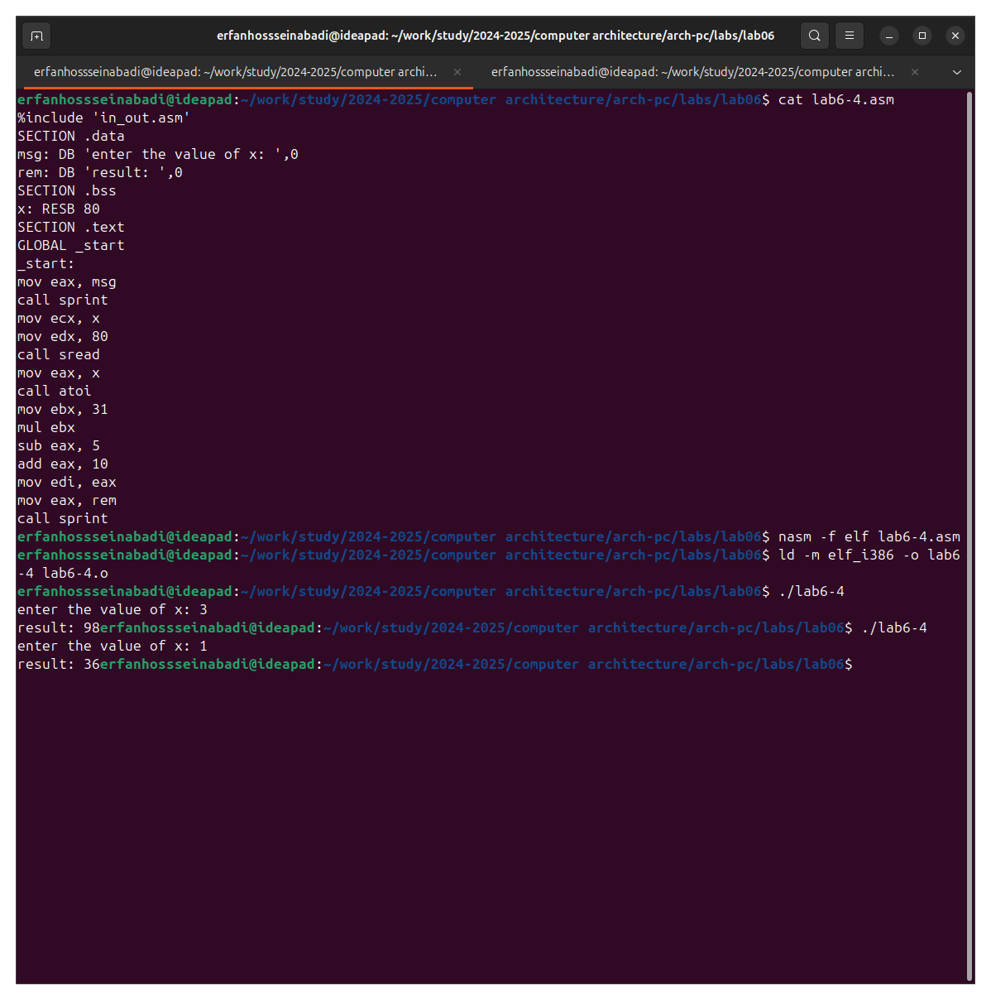 erfanhossseinabadi@ideapad: ~/work/study/2024-2025/computer architecture/arch-pc/labs/lab06
erfanhossseinabadi@ideapad: ~/work/study/2024-2025/computer archi...
erfanhossseinabadi@ideapad: ~/work/study/2024-2025/computer archi...
erfanhossseinabadi@ideapad:~/work/study/2024-2025/computer architecture/arch-pc/labs/lab06$ cat lab6-4.asm
%include 'in_out.asm'
SECTION .data
msg: DB 'enter the value of x: ',0
rem: DB 'result: ',0
SECTION .bss
x: RESB 80
SECTION .text
GLOBAL _start
_start:
mov eax, msg
call sprint
mov ecx, x
mov edx, 80
call sread
mov eax, x
call atoi
mov ebx, 31
mul ebx
sub eax, 5
add eax, 10
mov edi, eax
mov eax, rem
call sprint
erfanhossseinabadi@ideapad:~/work/study/2024-2025/computer architecture/arch-pc/labs/lab06$ nasm -f elf lab6-4.asm
erfanhossseinabadi@ideapad:~/work/study/2024-2025/computer architecture/arch-pc/labs/lab06$ ld -m elf_i386 -o lab6
-4 lab6-4.o
erfanhossseinabadi@ideapad:~/work/study/2024-2025/computer architecture/arch-pc/labs/lab06$ ./lab6-4
enter the value of x: 3
result: 98erfanhossseinabadi@ideapad:~/work/study/2024-2025/computer architecture/arch-pc/labs/lab06$ ./lab6-4
enter the value of x: 1
result: 36erfanhossseinabadi@ideapad:~/work/study/2024-2025/computer architecture/arch-pc/labs/lab06$